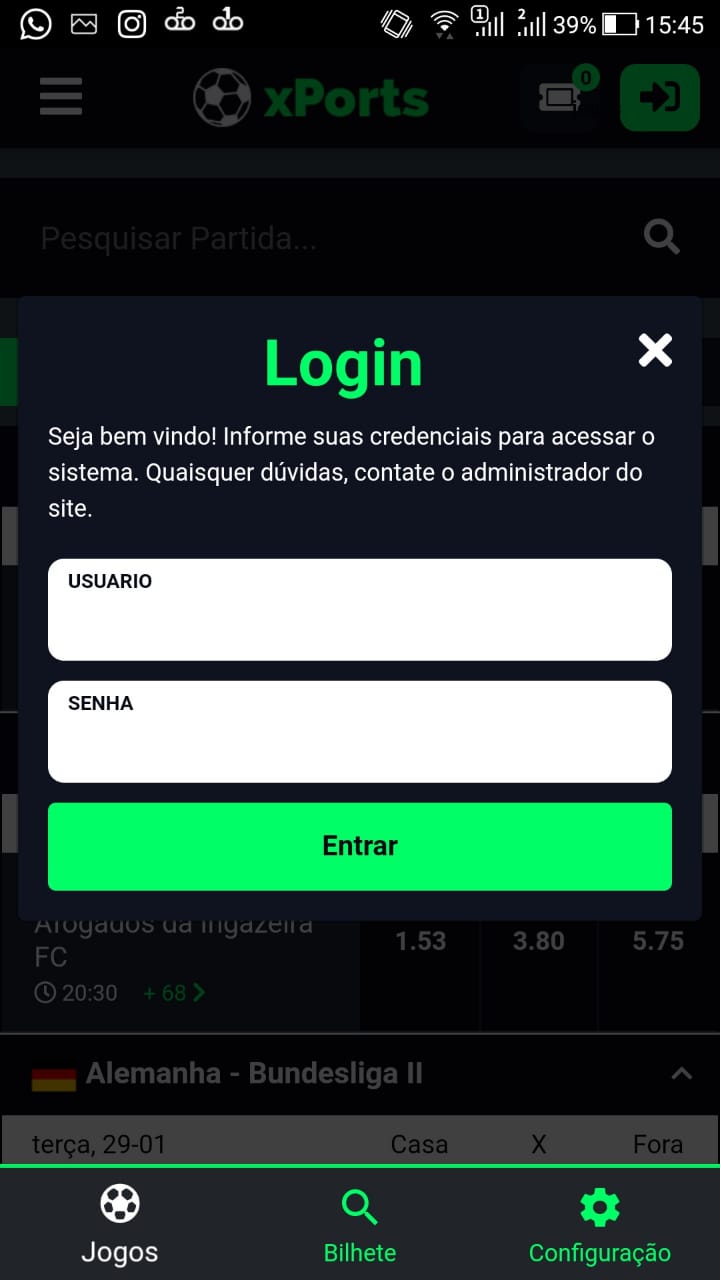 1 2 39% 15:45
xPorts 0
Pesquisar Partida...
Login
Seja bem vindo! Informe suas credenciais para acessar o
sistema. Quaisquer dúvidas, contate o administrador do
site.
USUARIO
SENHA
Entrar
Afogados da Ingazeira
FC
1.53 3.80 5.75
20:30 + 68
Alemanha - Bundesliga II
terça, 29-01 Casa X Fora
Jogos Bilhete Configuração